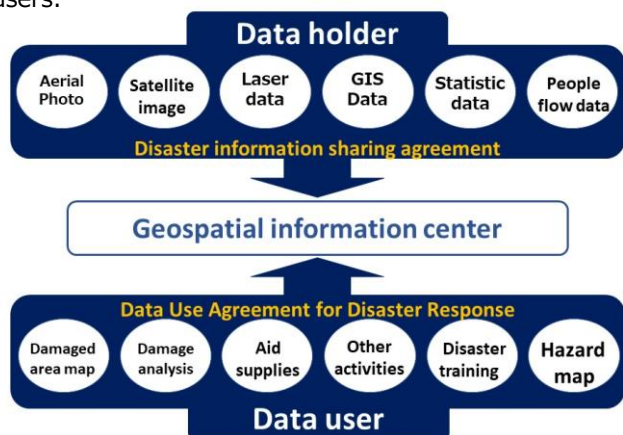 users.
Data holder
Aerial
Photo
Satellite
image
Laser
data
GIS
Data
Statistic
data
People
flow data
Disaster information sharing agreement
Geospatial information center
Data Use Agreement for Disaster Response
Damaged
area map
Damage
analysis
Aid
supplies
Other
activities
Disaster
training
Hazard
map
Data user